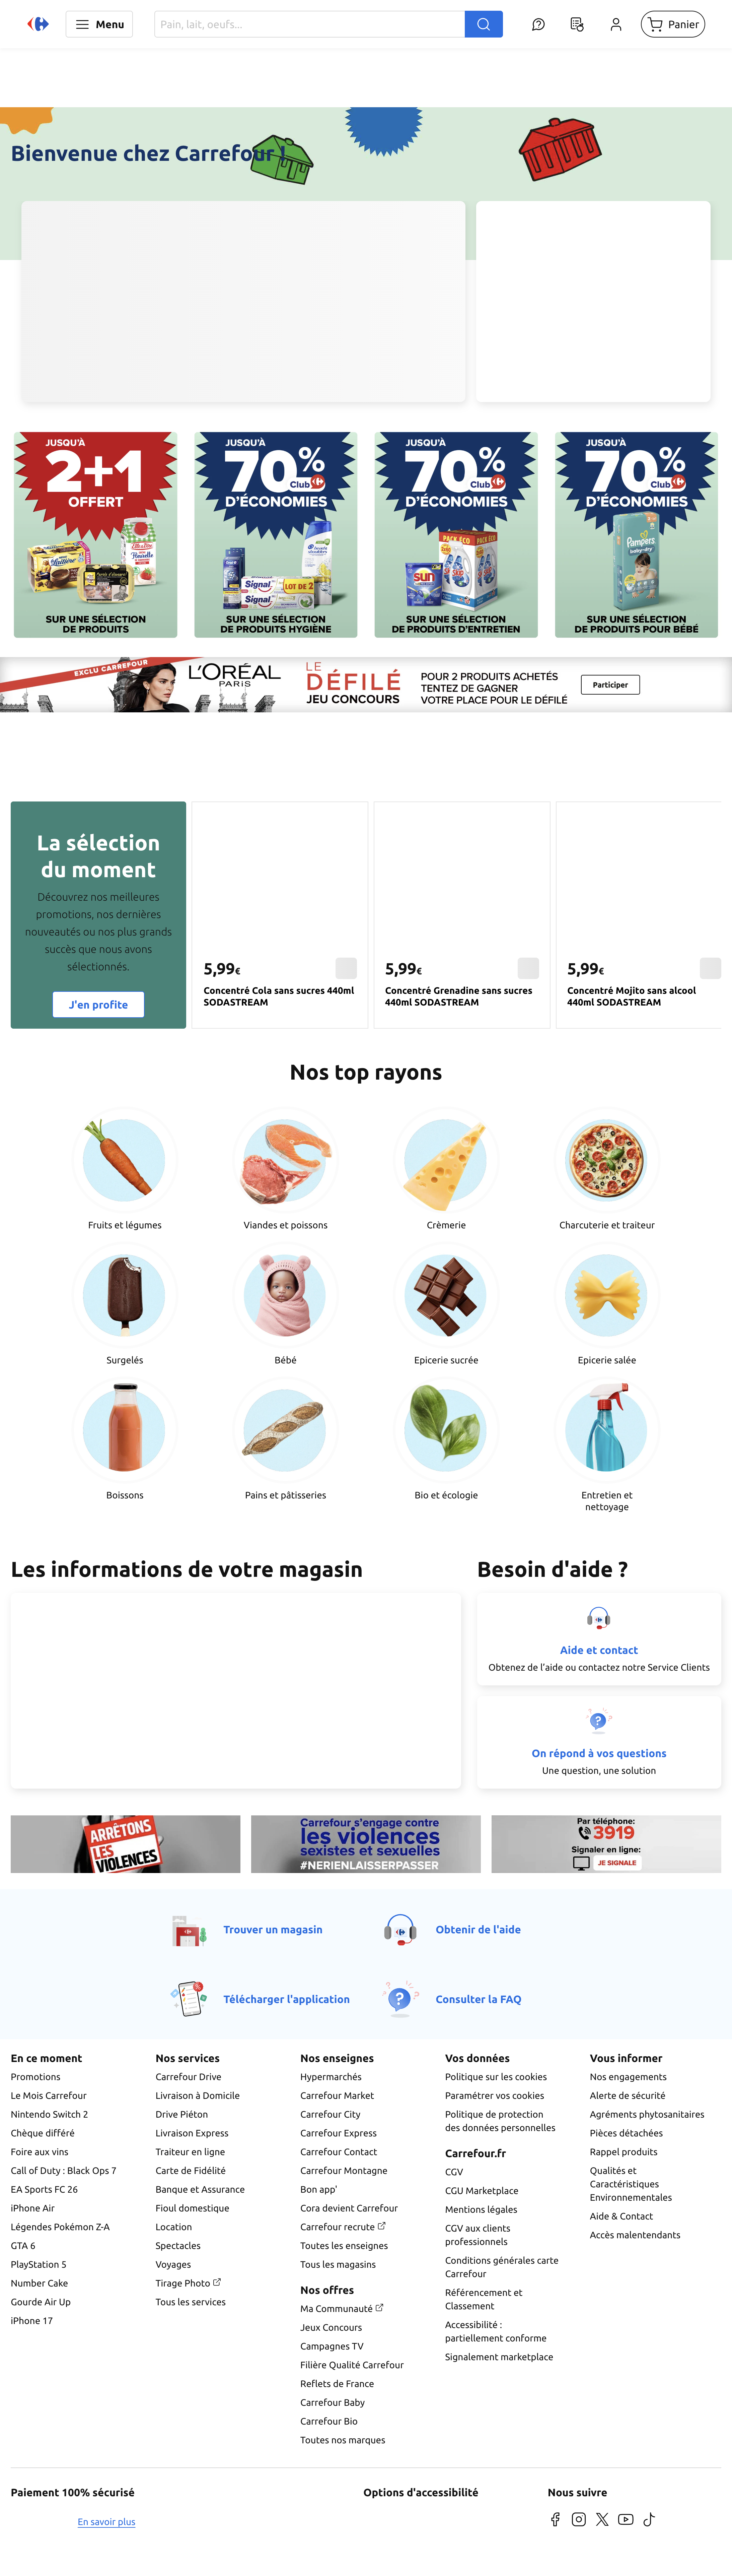 Menu
Pain, lait, oeufs...
Panier
Bienvenue chez Carrefour !
JUSQU'À
2+1
OFFERT
SUR UNE SÉLECTION
DE PRODUITS
JUSQU'À
70%
Club
D'ÉCONOMIES
Signal
Signal
LOT DE 2
SUR UNE SÉLECTION
DE PRODUITS HYGIÈNE
JUSQU'À
70%
Club
D'ÉCONOMIES
PACK ÉCO
sun
SUR UNE SÉLECTION
DE PRODUITS D'ENTRETIEN
JUSQU'À
70%
Club
D'ÉCONOMIES
Pampers
baby-dry
SUR UNE SÉLECTION
DE PRODUITS POUR BÉBÉ
EXCLU CARREFOUR
L'ORÉAL
PARIS
LE
DÉFILÉ
JEU CONCOURS
POUR 2 PRODUITS ACHETÉS
TENTEZ DE GAGNER
VOTRE PLACE POUR LE DÉFILÉ
Participer
La sélection
du moment
Découvrez nos meilleures
promotions, nos dernières
nouveautés ou nos plus grands
succès que nous avons
sélectionnés.
J'en profite
5,99€
Concentré Cola sans sucres 440ml
SODASTREAM
5,99€
Concentré Grenadine sans sucres
440ml SODASTREAM
5,99€
Concentré Mojito sans alcool
440ml SODASTREAM
Nos top rayons
Fruits et légumes
Viandes et poissons
Crèmerie
Charcuterie et traiteur
Surgelés
Bébé
Epicerie sucrée
Epicerie salée
Boissons
Pains et pâtisseries
Bio et écologie
Entretien et
nettoyage
Les informations de votre magasin
Besoin d'aide ?
Aide et contact
Obtenez de l'aide ou contactez notre Service Clients
On répond à vos questions
Une question, une solution
ARRÊTONS
LES
VIOLENCES
Carrefour s'engage contre
les violences
sexistes et sexuelles
#NERIENLAISSERPASSER
Par téléphone:
3919
Signaler en ligne:
JE SIGNALE
Trouver un magasin
Obtenir de l'aide
Télécharger l'application
Consulter la FAQ
En ce moment
Promotions
Le Mois Carrefour
Nintendo Switch 2
Chèque différé
Foire aux vins
Call of Duty : Black Ops 7
EA Sports FC 26
iPhone Air
Légendes Pokémon Z-A
GTA 6
PlayStation 5
Number Cake
Gourde Air Up
iPhone 17
Nos services
Carrefour Drive
Livraison à Domicile
Drive Piéton
Livraison Express
Traiteur en ligne
Carte de Fidélité
Banque et Assurance
Fioul domestique
Location
Spectacles
Voyages
Tirage Photo
Tous les services
Nos enseignes
Hypermarchés
Carrefour Market
Carrefour City
Carrefour Express
Carrefour Contact
Carrefour Montagne
Bon app'
Cora devient Carrefour
Carrefour recrute
Toutes les enseignes
Tous les magasins
Nos offres
Ma Communauté
Jeux Concours
Campagnes TV
Filière Qualité Carrefour
Reflets de France
Carrefour Baby
Carrefour Bio
Toutes nos marques
Vos données
Politique sur les cookies
Paramétrer vos cookies
Politique de protection
des données personnelles
Carrefour.fr
CGV
CGU Marketplace
Mentions légales
CGV aux clients
professionnels
Conditions générales carte
Carrefour
Référencement et
Classement
Accessibilité :
partiellement conforme
Signalement marketplace
Vous informer
Nos engagements
Alerte de sécurité
Agréments phytosanitaires
Pièces détachées
Rappel produits
Qualités et
Caractéristiques
Environnementales
Aide & Contact
Accès malentendants
Paiement 100% sécurisé
En savoir plus
Options d'accessibilité
Nous suivre